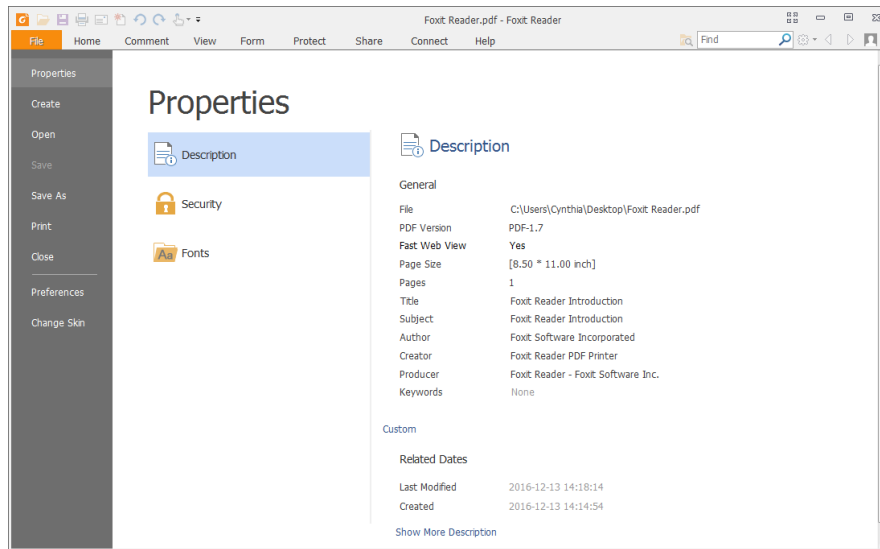 Foxit Reader.pdf - Foxit Reader
File Home Comment View Form Protect Share Connect Help Find
Properties
Create
Open
Save
Save As
Print
Close
Preferences
Change Skin
Properties
Description
Security
Aa Fonts
Description
General
File C:\Users\Cynthia\Desktop\Foxit Reader.pdf
PDF Version PDF-1.7
Fast Web View Yes
Page Size [8.50 * 11.00 inch]
Pages 1
Title Foxit Reader Introduction
Subject Foxit Reader Introduction
Author Foxit Software Incorporated
Creator Foxit Reader PDF Printer
Producer Foxit Reader - Foxit Software Inc.
Keywords None
Custom
Related Dates
Last Modified 2016-12-13 14:18:14
Created 2016-12-13 14:14:54
Show More Description